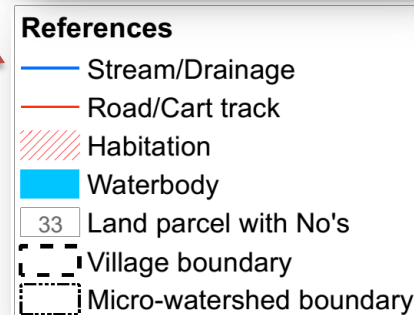 References
Stream/Drainage
Road/Cart track
Habitation
Waterbody
33 Land parcel with No's
Village boundary
Micro-watershed boundary